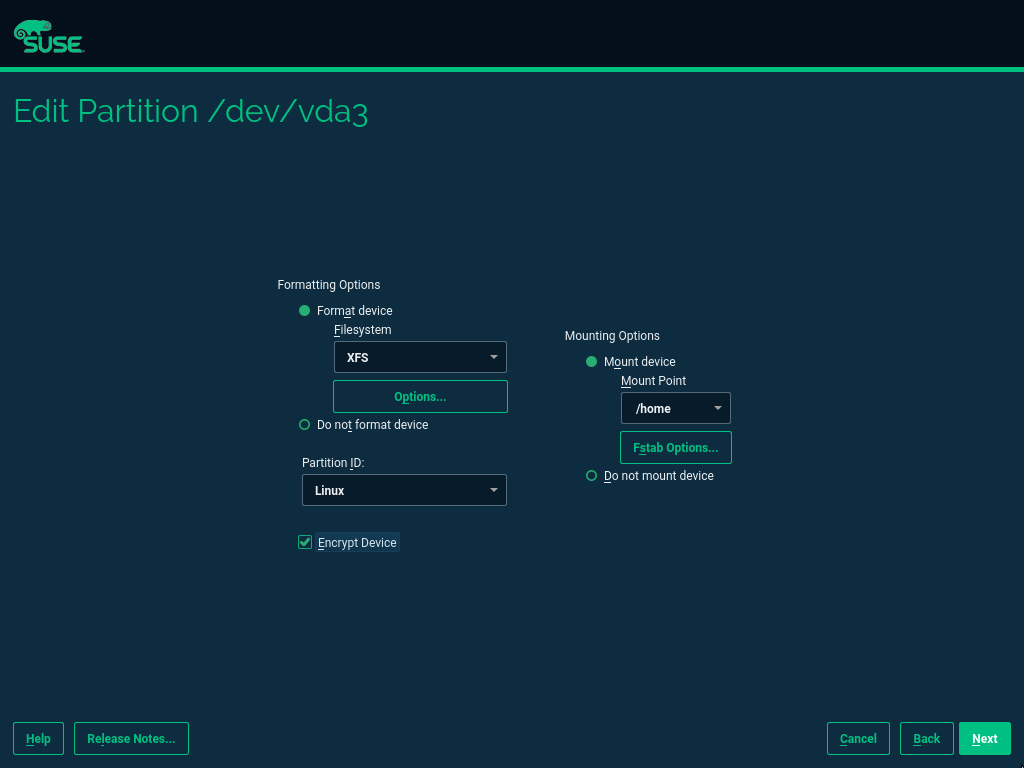 SUSE
Edit Partition /dev/vda3
Formatting Options
Format device
Filesystem
XFS
Options...
Do not format device
Partition ID:
Linux
Encrypt Device
Mounting Options
Mount device
Mount Point
/home
Fstab Options...
Do not mount device
Help
Release Notes...
Cancel
Back
Next